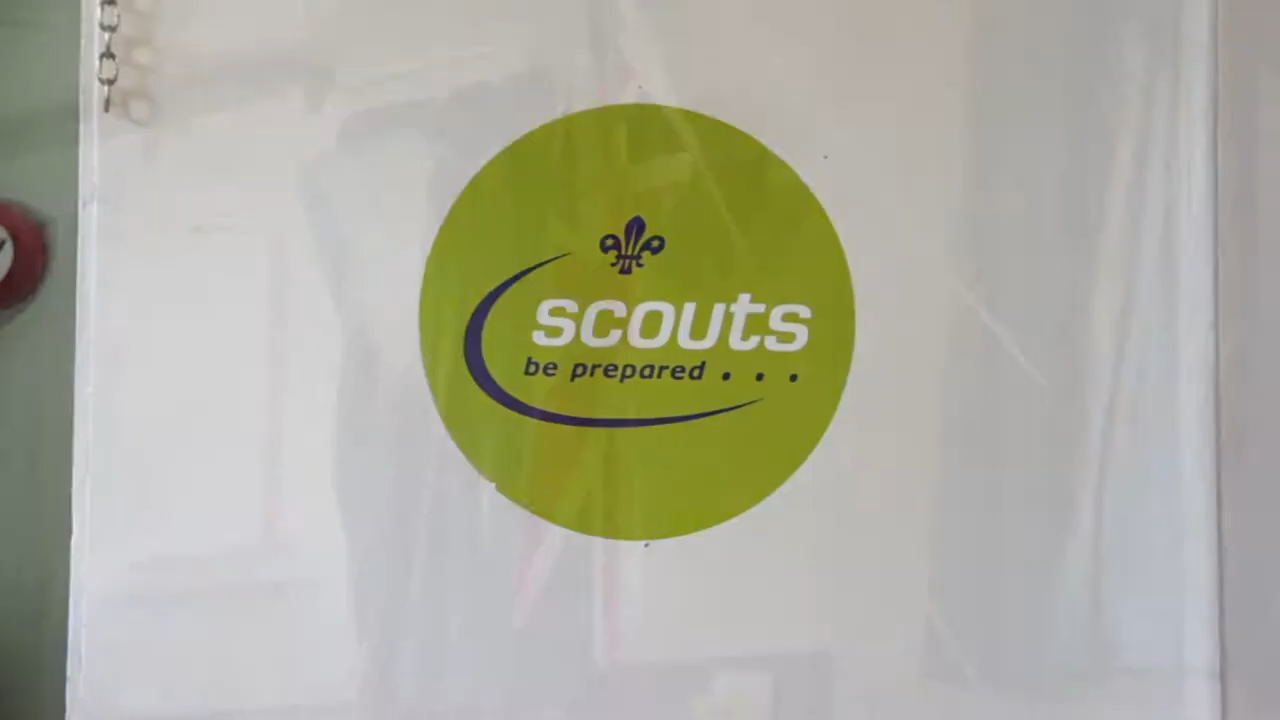 scouts
be prepared . . .